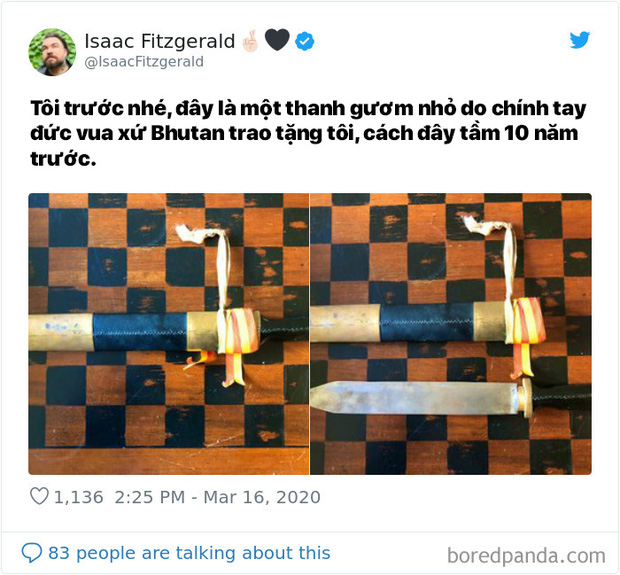 Isaac Fitzgerald🤞🏻🖤
@IsaacFitzgerald
Tôi trước nhé, đây là một thanh gươm nhỏ do chính tay
đức vua xứ Bhutan trao tặng tôi, cách đây tầm 10 năm
trước.
1,136 2:25 PM - Mar 16, 2020
83 people are talking about this
boredpanda.com